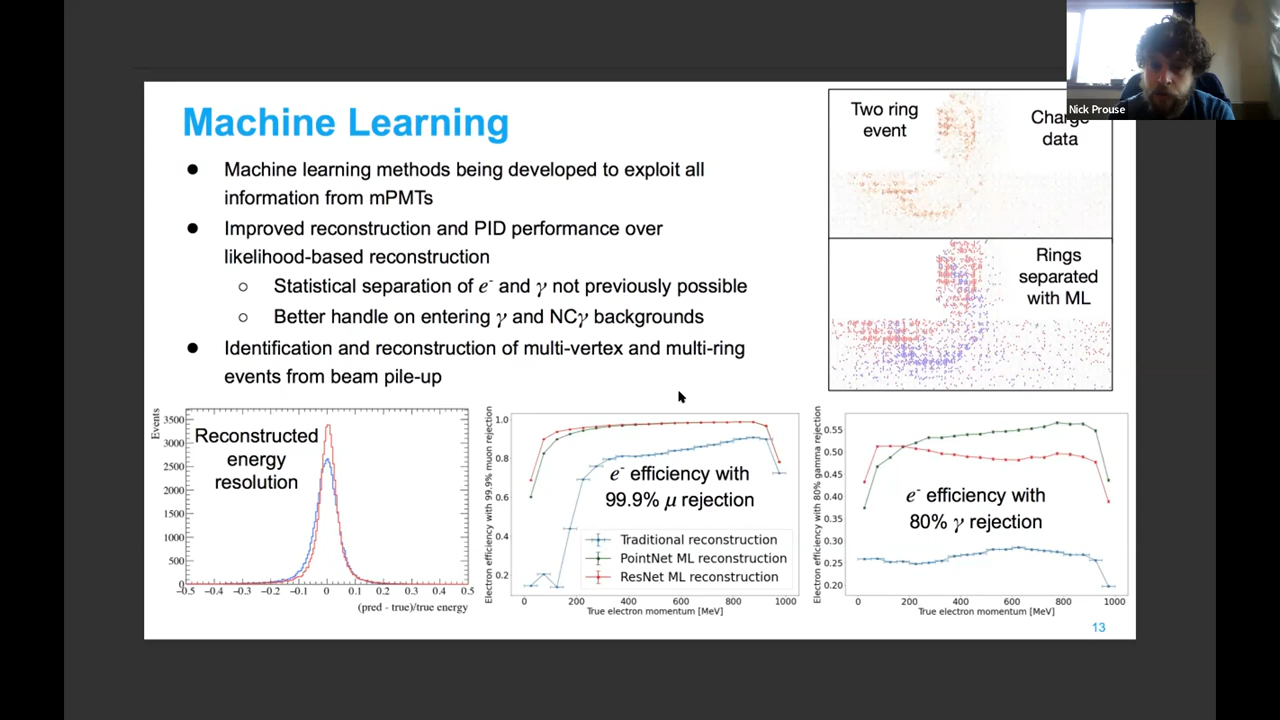 Nick Prouse
Machine Learning
● Machine learning methods being developed to exploit all
information from mPMTs
● Improved reconstruction and PID performance over
likelihood-based reconstruction
○ Statistical separation of e⁻ and γ not previously possible
○ Better handle on entering γ and NCγ backgrounds
● Identification and reconstruction of multi-vertex and multi-ring
events from beam pile-up
Two ring
event
Charge
data
Rings
separated
with ML
Events
3500
3000
2500
2000
1500
1000
500
0
Reconstructed
energy
resolution
−0.5 −0.4 −0.3 −0.2 −0.1 0 0.1 0.2 0.3 0.4 0.5
(pred - true)/true energy
Electron efficiency with 99.9% muon rejection
1.0
0.8
0.6
0.4
0.2
e⁻ efficiency with
99.9% μ rejection
Traditional reconstruction
PointNet ML reconstruction
ResNet ML reconstruction
0 200 400 600 800 1000
True electron momentum [MeV]
Electron efficiency with 80% gamma rejection
0.55
0.50
0.45
0.40
0.35
0.30
0.25
0.20
e⁻ efficiency with
80% γ rejection
0 200 400 600 800 1000
True electron momentum [MeV]
13